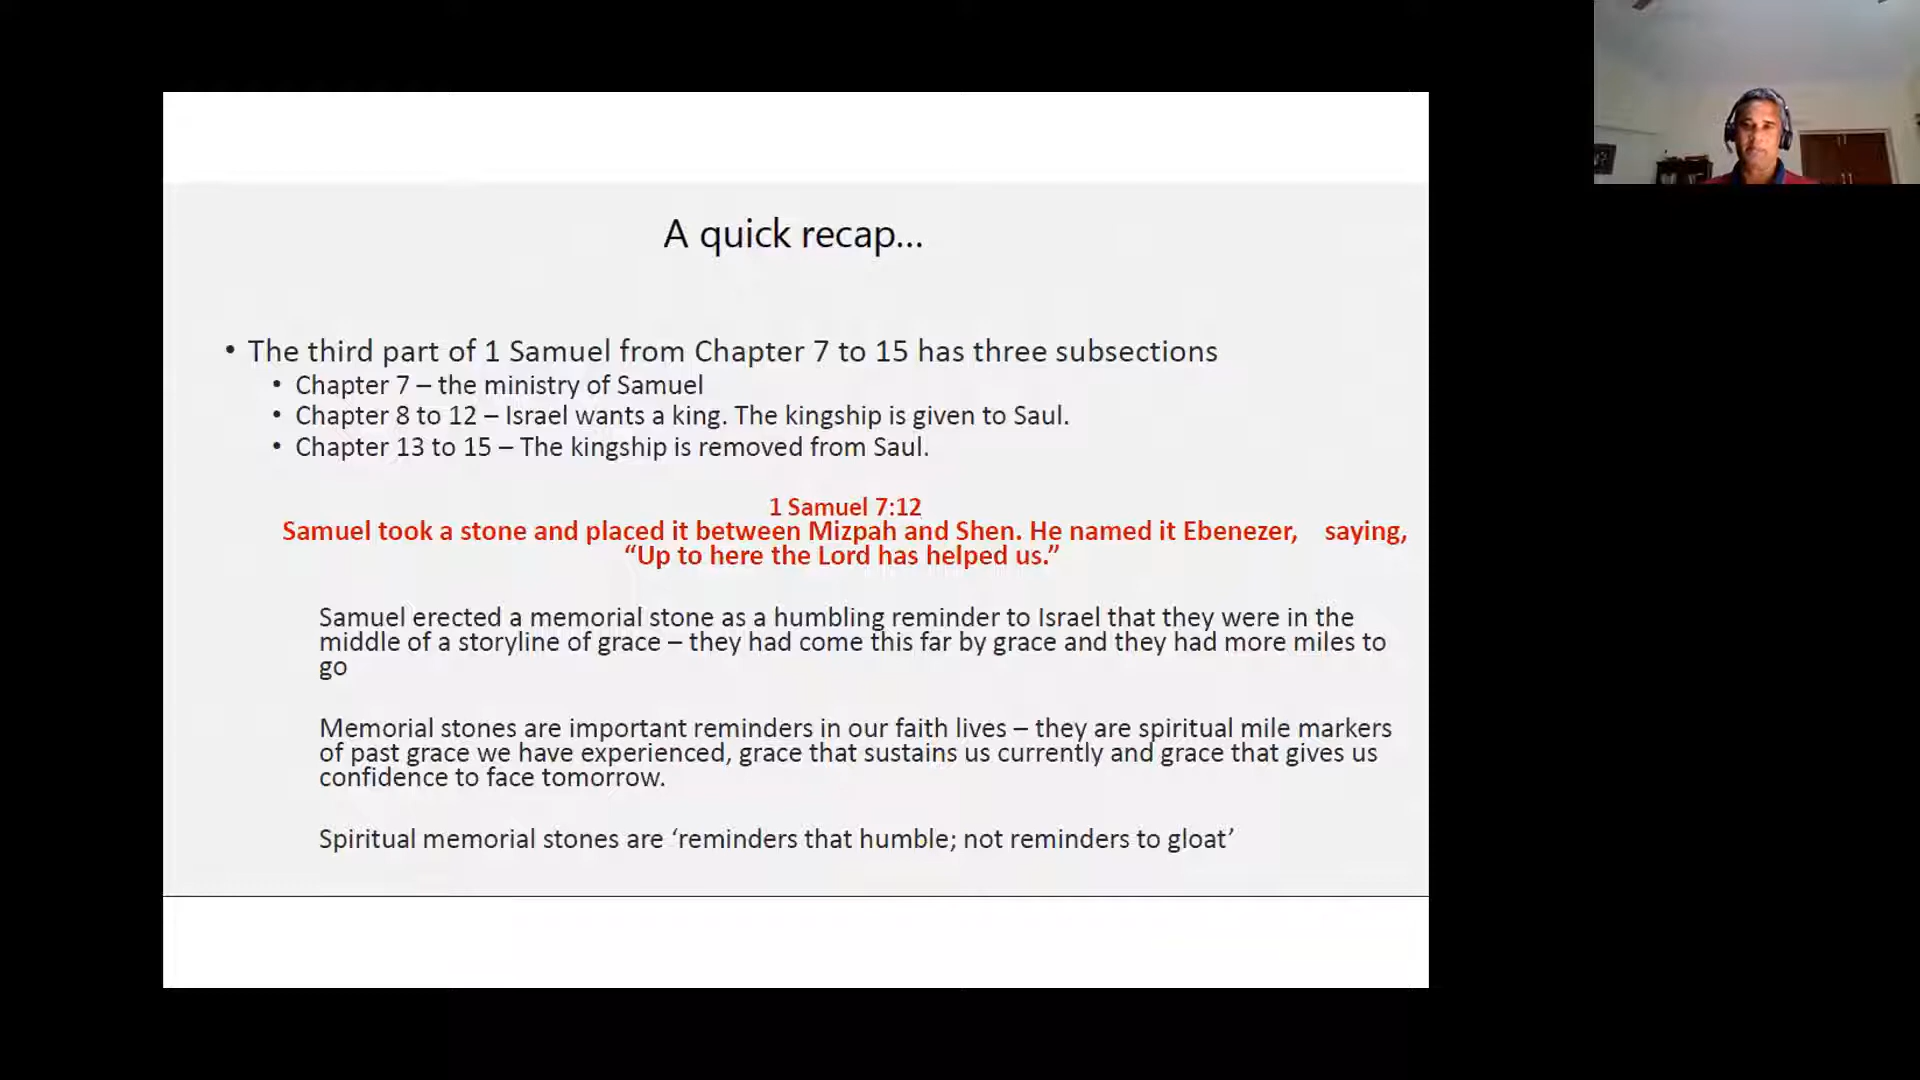 A quick recap...
• The third part of 1 Samuel from Chapter 7 to 15 has three subsections
• Chapter 7 – the ministry of Samuel
• Chapter 8 to 12 – Israel wants a king. The kingship is given to Saul.
• Chapter 13 to 15 – The kingship is removed from Saul.
1 Samuel 7:12
Samuel took a stone and placed it between Mizpah and Shen. He named it Ebenezer, saying,
“Up to here the Lord has helped us.”
Samuel erected a memorial stone as a humbling reminder to Israel that they were in the
middle of a storyline of grace – they had come this far by grace and they had more miles to
go
Memorial stones are important reminders in our faith lives – they are spiritual mile markers
of past grace we have experienced, grace that sustains us currently and grace that gives us
confidence to face tomorrow.
Spiritual memorial stones are ‘reminders that humble; not reminders to gloat’